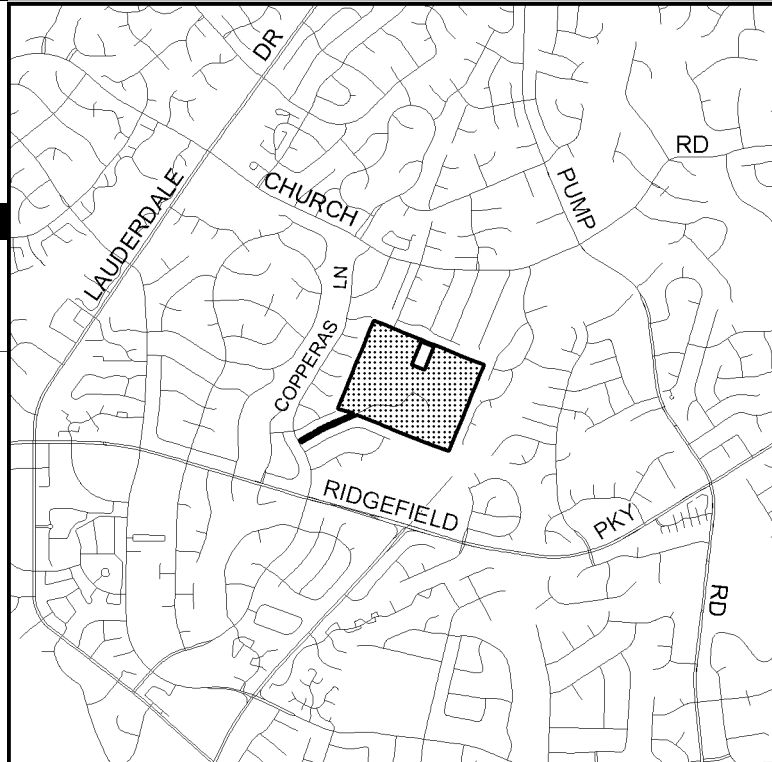 DR
RD
LAUDERDALE
CHURCH
PUMP
LN
COPPERAS
RIDGEFIELD
PKY
RD